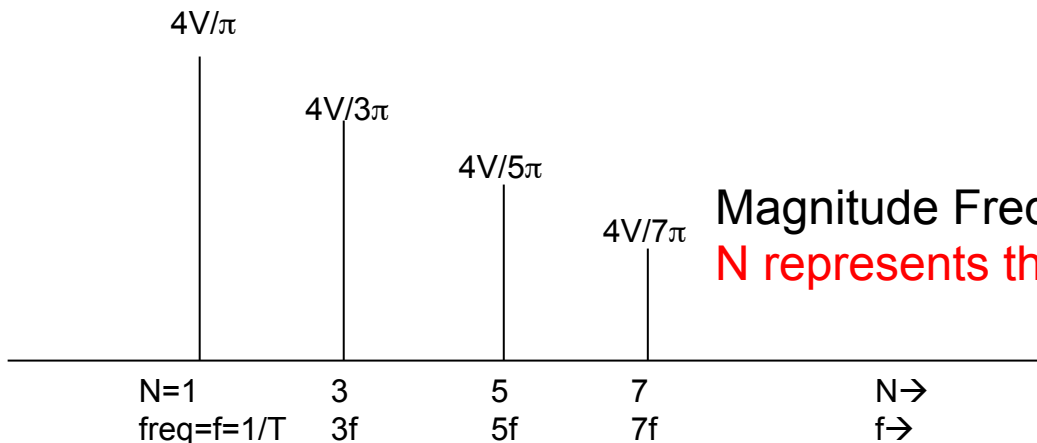 4V/π
4V/3π
4V/5π
4V/7π
Magnitude Freq
N represents th
N=1 3 5 7 N→
freq=f=1/T 3f 5f 7f f→